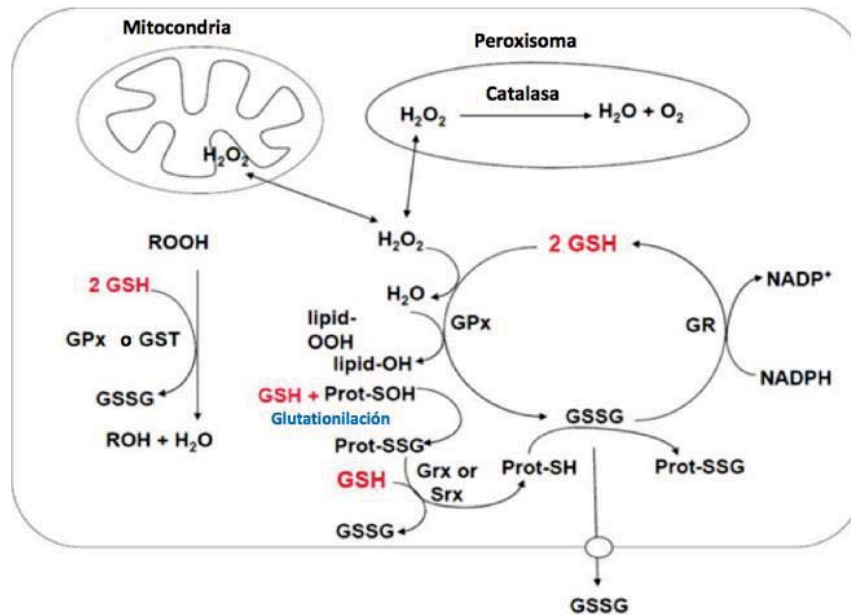 Mitocondria
Peroxisoma
Catalasa
H₂O₂
H₂O + O₂
H₂O₂
H₂O₂
2 GSH
ROOH
2 GSH
GPx o GST
GSSG
ROH + H₂O
H₂O
lipid-
OOH
lipid-OH
GPx
GR
NADP⁺
NADPH
GSH + Prot-SOH
Glutationilación
Prot-SSG
GSH
Grx or
Srx
GSSG
GSSG
Prot-SH
Prot-SSG
GSSG